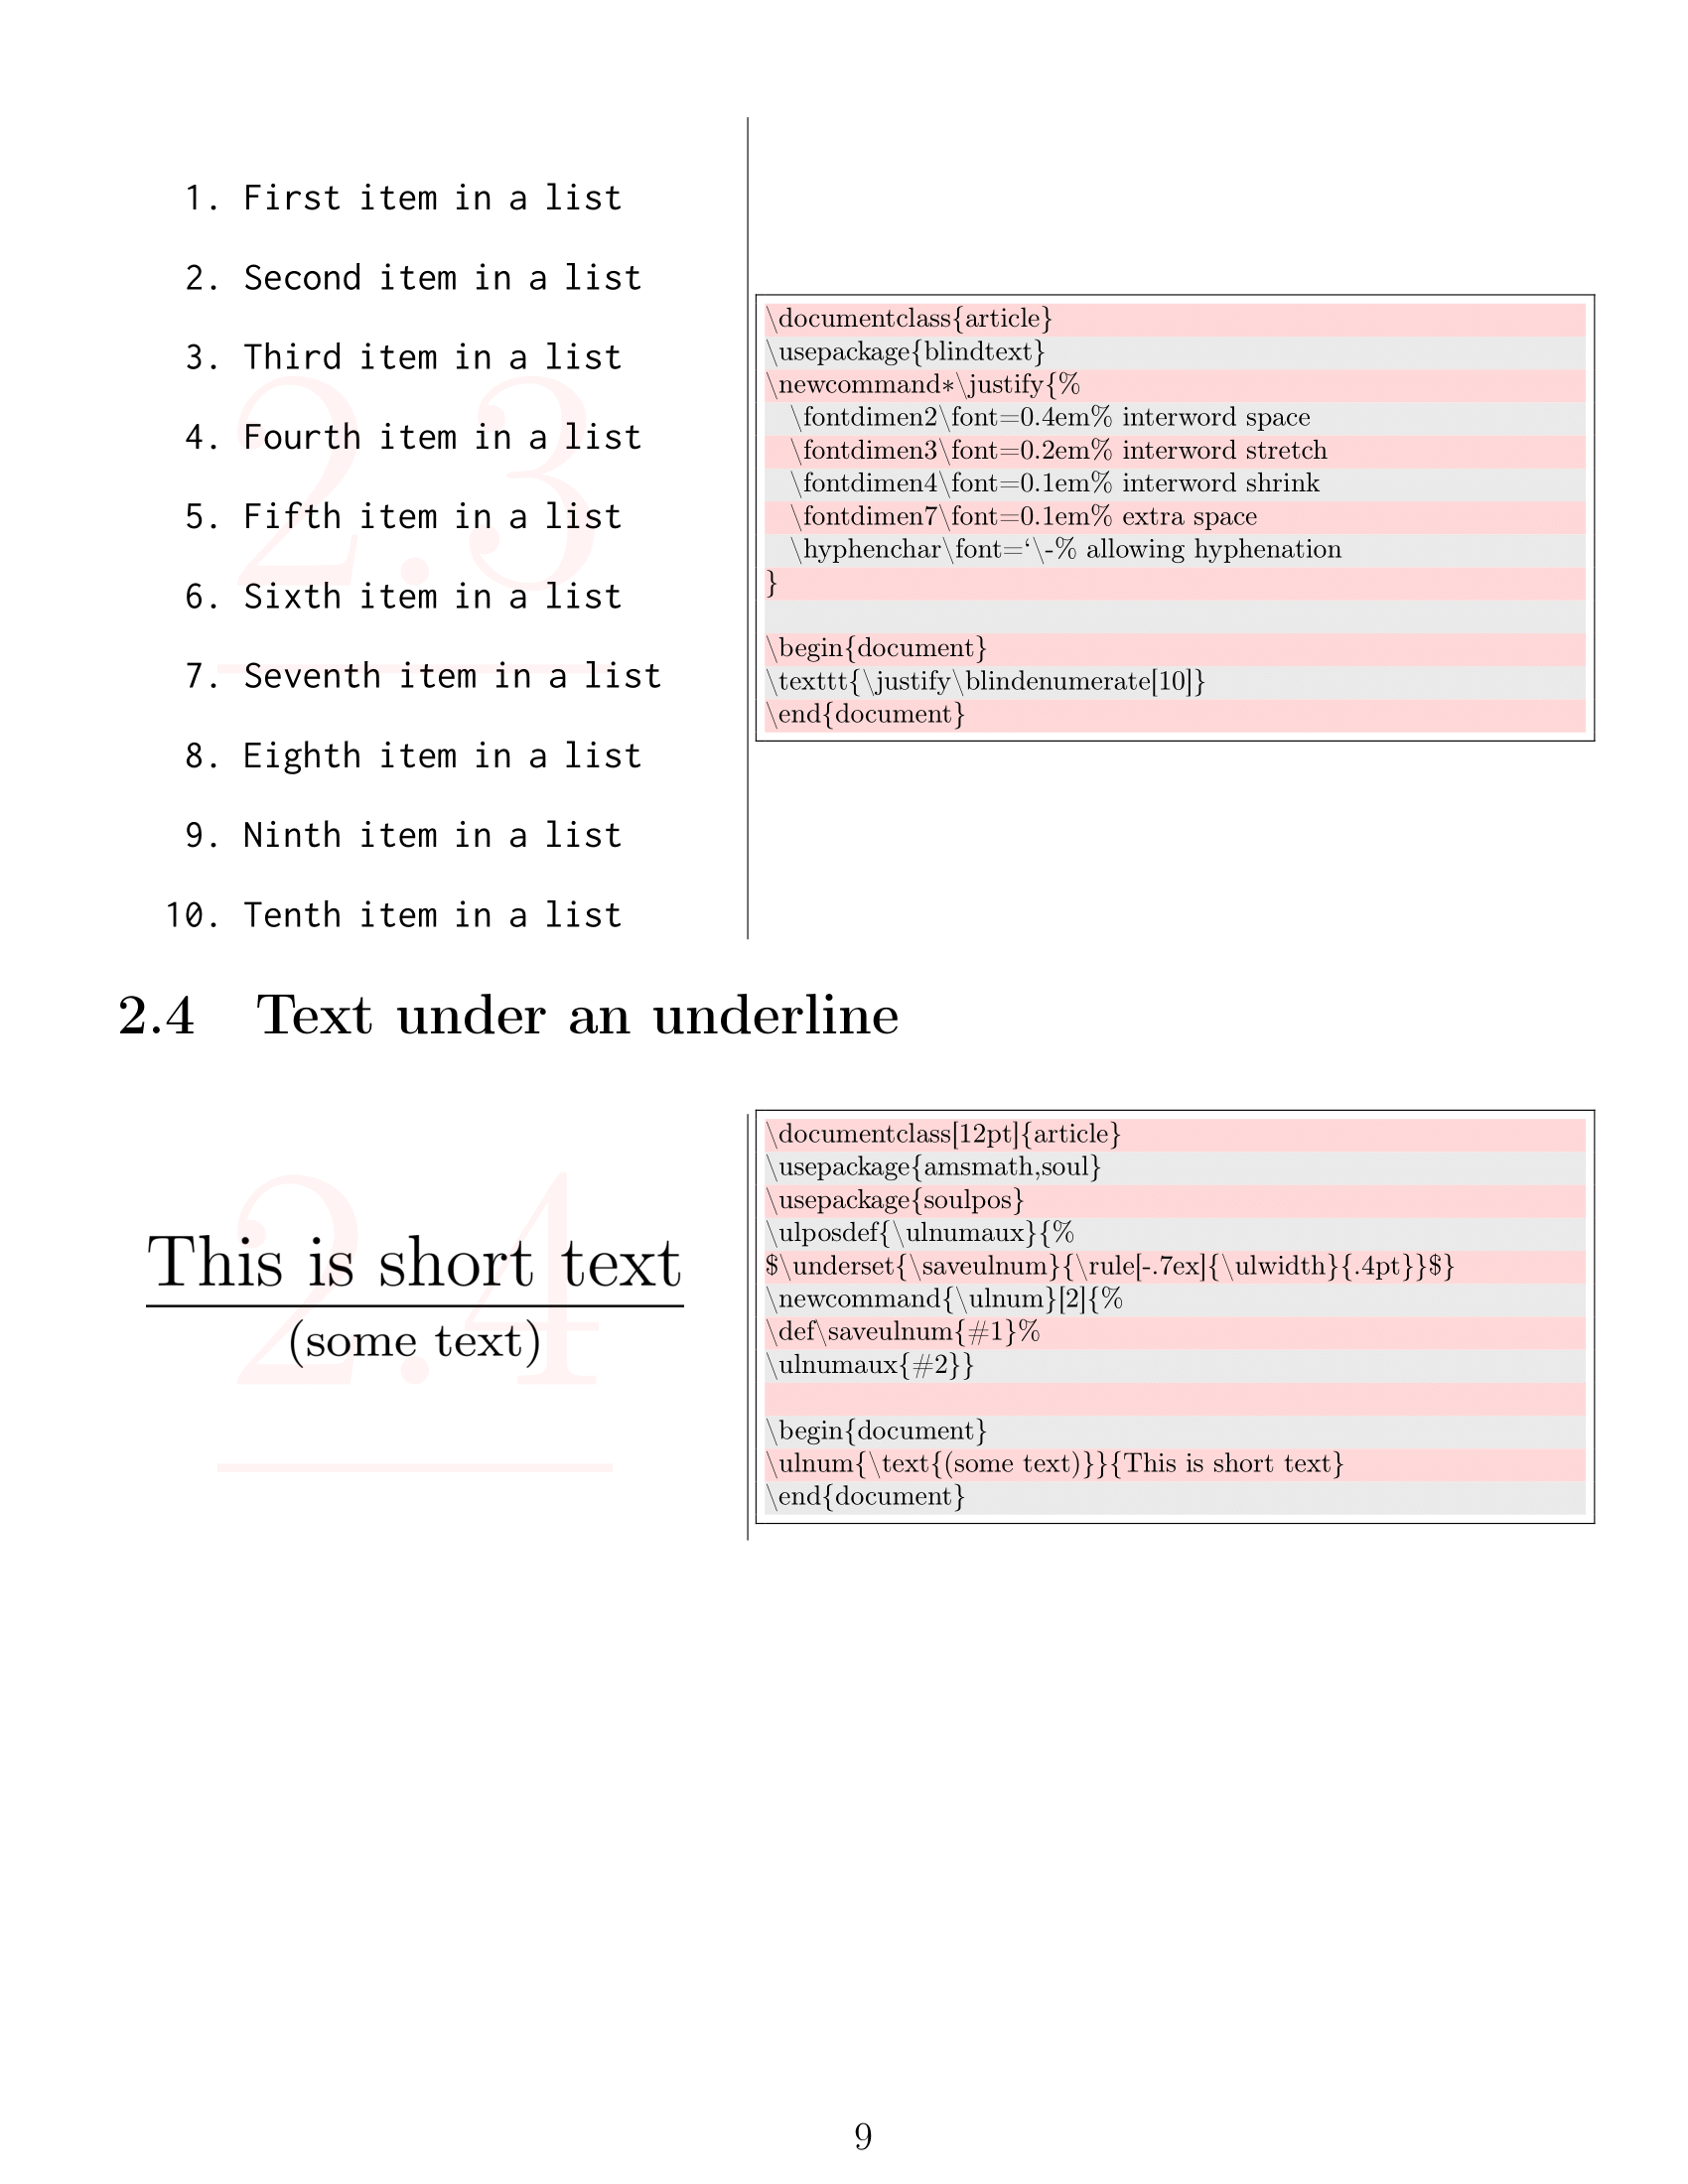 1. First item in a list
2. Second item in a list
3. Third item in a list
4. Fourth item in a list
5. Fifth item in a list
6. Sixth item in a list
7. Seventh item in a list
8. Eighth item in a list
9. Ninth item in a list
10. Tenth item in a list
2.3
\documentclass{article}
\usepackage{blindtext}
\newcommand*\justify{%
\fontdimen2\font=0.4em% interword space
\fontdimen3\font=0.2em% interword stretch
\fontdimen4\font=0.1em% interword shrink
\fontdimen7\font=0.1em% extra space
\hyphenchar\font=‘\-% allowing hyphenation
}
\begin{document}
\texttt{\justify\blindenumerate[10]}
\end{document}
2.4 Text under an underline
This is short text
(some text)
2.4
\documentclass[12pt]{article}
\usepackage{amsmath,soul}
\usepackage{soulpos}
\ulposdef{\ulnumaux}{%
$\underset{\saveulnum}{\rule[-.7ex]{\ulwidth}{.4pt}}$}
\newcommand{\ulnum}[2]{%
\def\saveulnum{#1}%
\ulnumaux{#2}}
\begin{document}
\ulnum{\text{(some text)}}{This is short text}
\end{document}
9